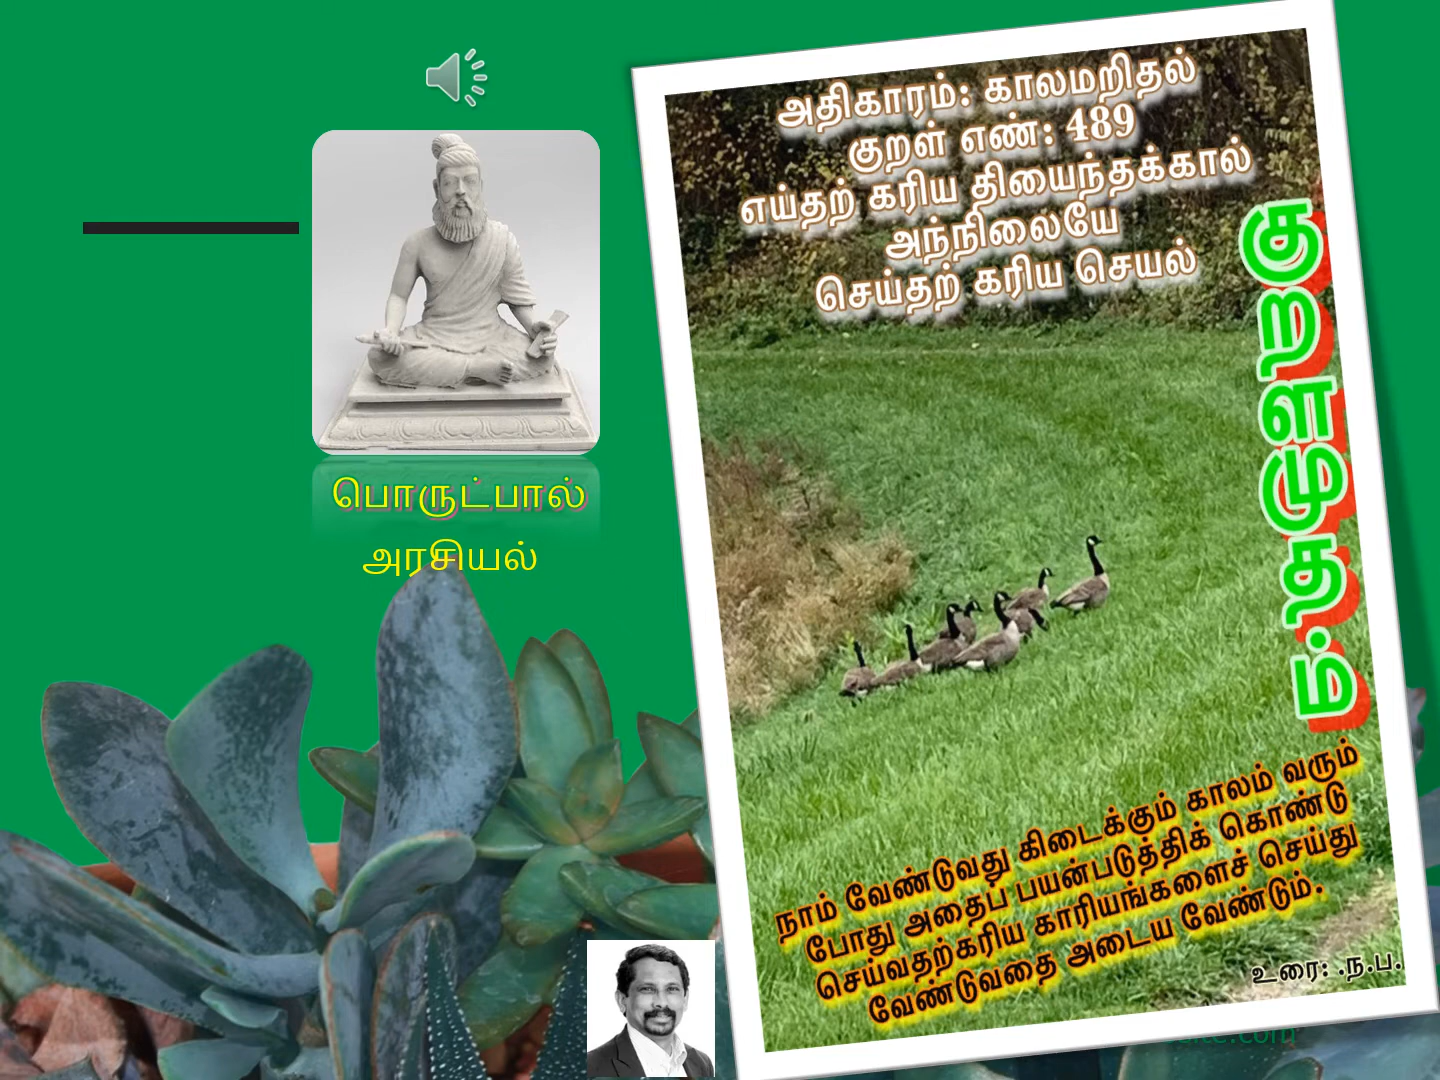 பொருட்பால்
அரசியல்
அதிகாரம்: காலமறிதல்
குறள் எண்: 489
எய்தற் கரிய தியைந்தக்கால்
அந்நிலையே
செய்தற் கரிய செயல்
குறளமுதம்
நாம் வேண்டுவது கிடைக்கும் காலம் வரும்
போது அதைப் பயன்படுத்திக் கொண்டு
செய்வதற்கரிய காரியங்களைச் செய்து
வேண்டுவதை அடைய வேண்டும்.
உரை: .ந.ப.